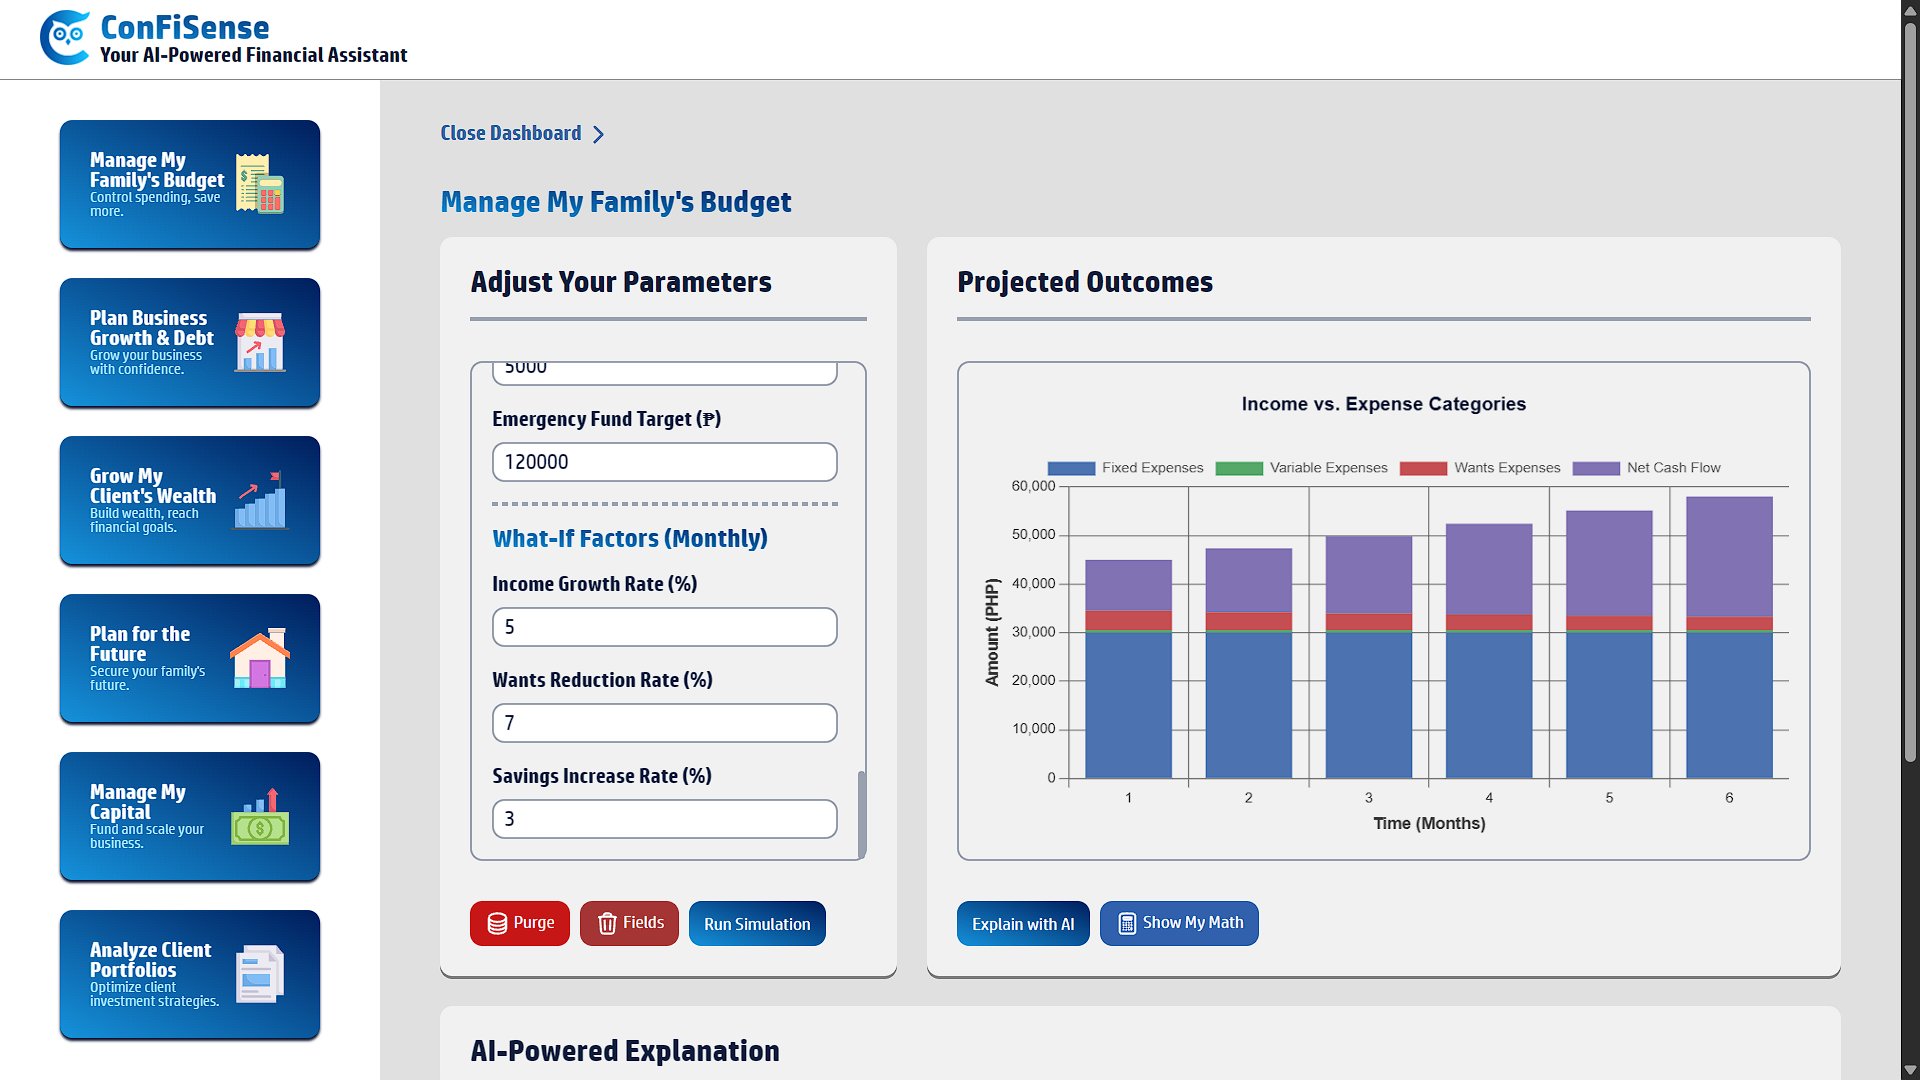 ConFiSense
Your AI-Powered Financial Assistant
Manage My
Family's Budget
Control spending, save
more.
Plan Business
Growth & Debt
Grow your business
with confidence.
Grow My
Client's Wealth
Build wealth, reach
financial goals.
Plan for the
Future
Secure your family's
future.
Manage My
Capital
Fund and scale your
business.
Analyze Client
Portfolios
Optimize client
investment strategies.
Close Dashboard
Manage My Family's Budget
Adjust Your Parameters
5000
Emergency Fund Target (₱)
120000
What-If Factors (Monthly)
Income Growth Rate (%)
5
Wants Reduction Rate (%)
7
Savings Increase Rate (%)
3
Purge
Fields
Run Simulation
Projected Outcomes
Income vs. Expense Categories
Fixed Expenses Variable Expenses Wants Expenses Net Cash Flow
60,000
50,000
40,000
30,000
20,000
10,000
0
Amount (PHP)
1 2 3 4 5 6
Time (Months)
Explain with AI
Show My Math
AI-Powered Explanation